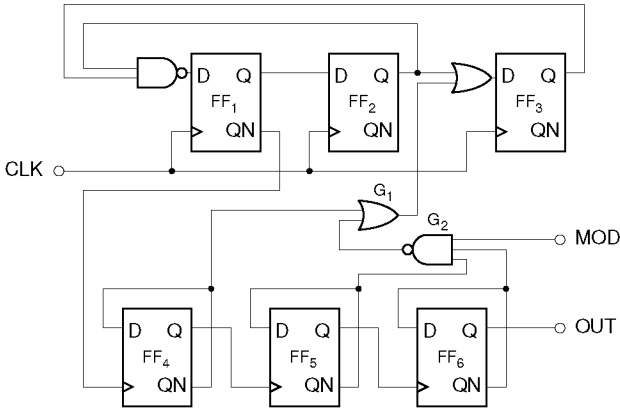 D Q D Q D Q
FF1 FF2 FF3
QN QN QN
CLK
G1
G2
MOD
OUT
D Q D Q D Q
FF4 FF5 FF6
QN QN QN